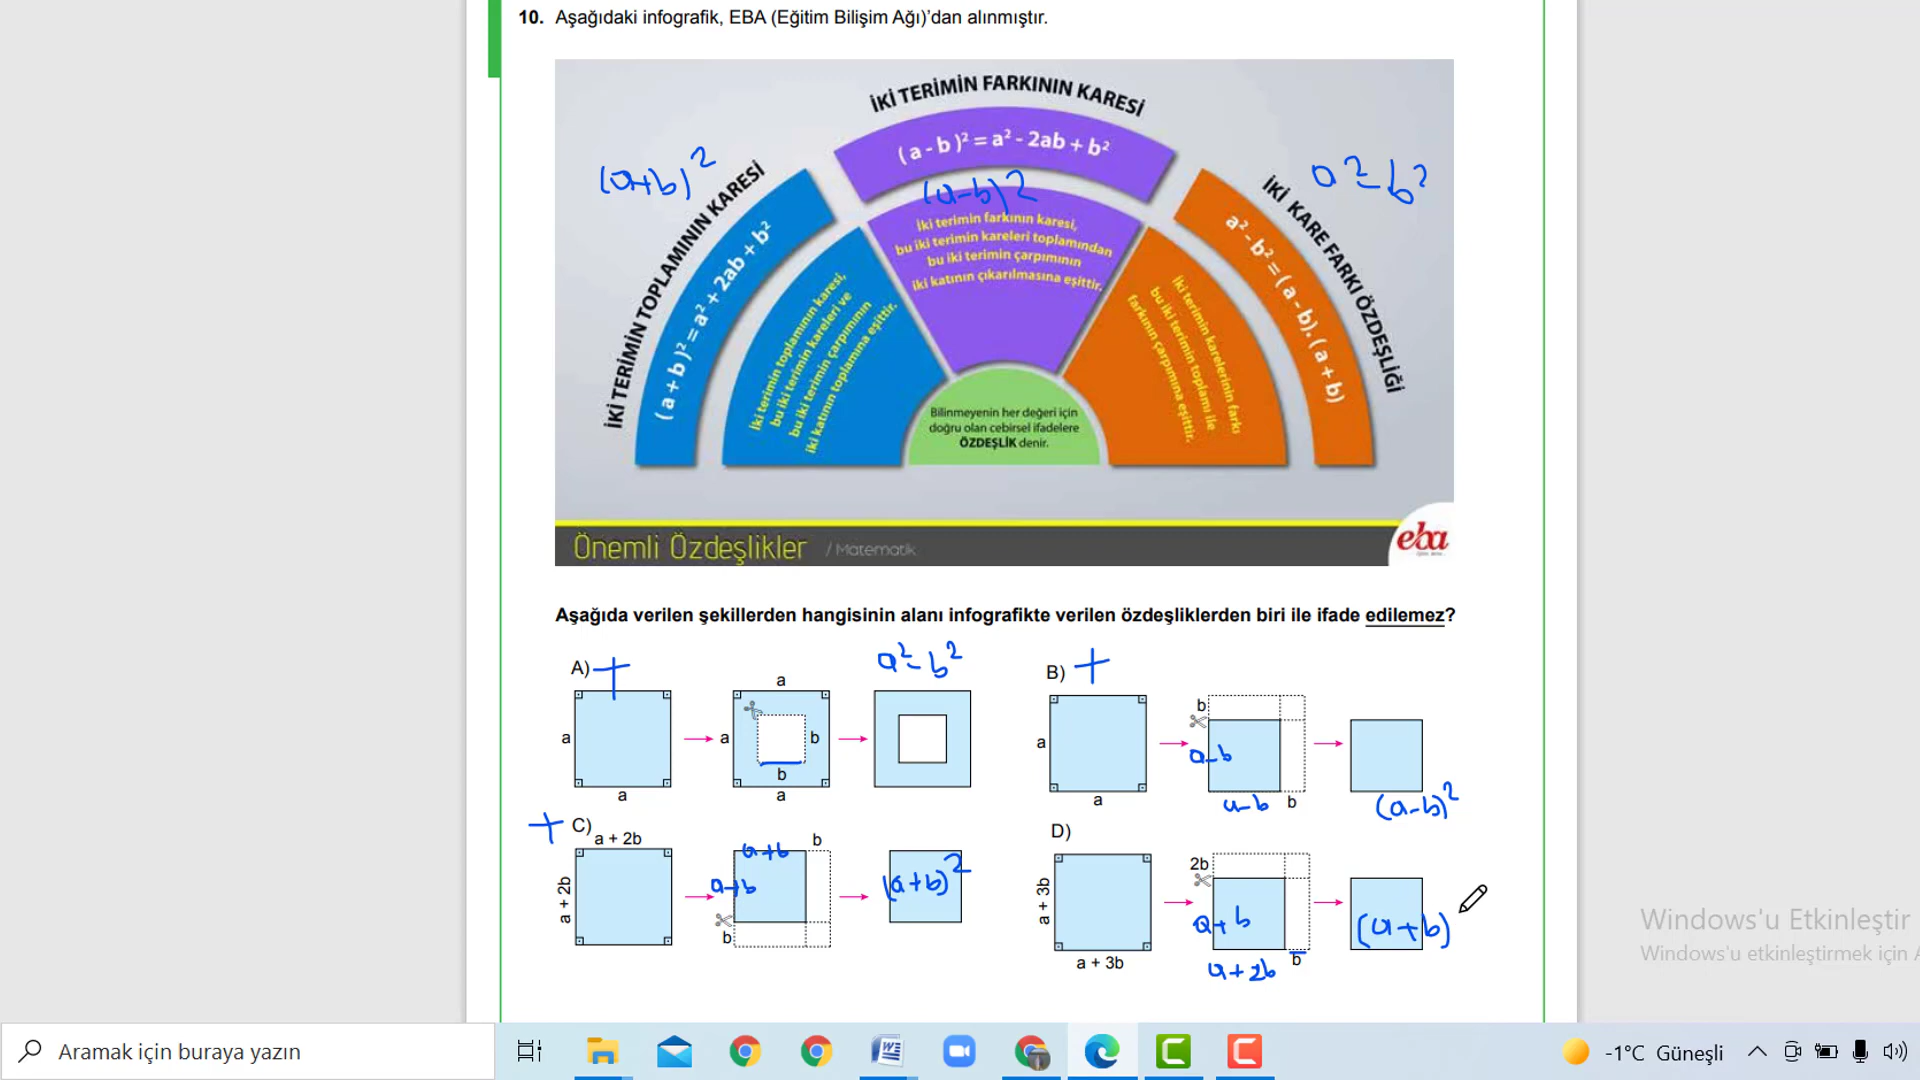 10. Aşağıdaki infografik, EBA (Eğitim Bilişim Ağı)'dan alınmıştır.
İKİ TERİMİN TOPLAMININ KARESİ
(a+b)²
( a + b )² = a² + 2ab + b²
İki terimin toplamının karesi,
bu iki terimin kareleri ve
bu iki terimin çarpımının
iki katının toplamına eşittir.
İKİ TERİMİN FARKININ KARESİ
( a - b )² = a² - 2ab + b²
(a-b)²
İki terimin farkının karesi,
bu iki terimin kareleri toplamından
bu iki terimin çarpımının
iki katının çıkarılmasına eşittir.
İKİ KARE FARKI ÖZDEŞLİĞİ
a²-b²
a² - b² = ( a - b).( a + b)
İki terimin karelerinin farkı
bu iki terimin toplamı ile
farkının çarpımına eşittir.
Bilinmeyenin her değeri için
doğru olan cebirsel ifadelere
ÖZDEŞLİK denir.
Önemli Özdeşlikler / Matematik
eba
Aşağıda verilen şekillerden hangisinin alanı infografikte verilen özdeşliklerden biri ile ifade edilemez?
A) +
a
a
a
a
b
b
a
a²-b²
B) +
a
a
b
a-b
a-b
b
(a-b)²
+ C)
a + 2b
a + 2b
b
a+b
a+b
b
(a+b)²
D)
a + 3b
a + 3b
2b
a+b
a+2b
b
(a+b)
Windows'u Etkinleştir
Windows'u etkinleştirmek için A
Aramak için buraya yazın
-1°C Güneşli